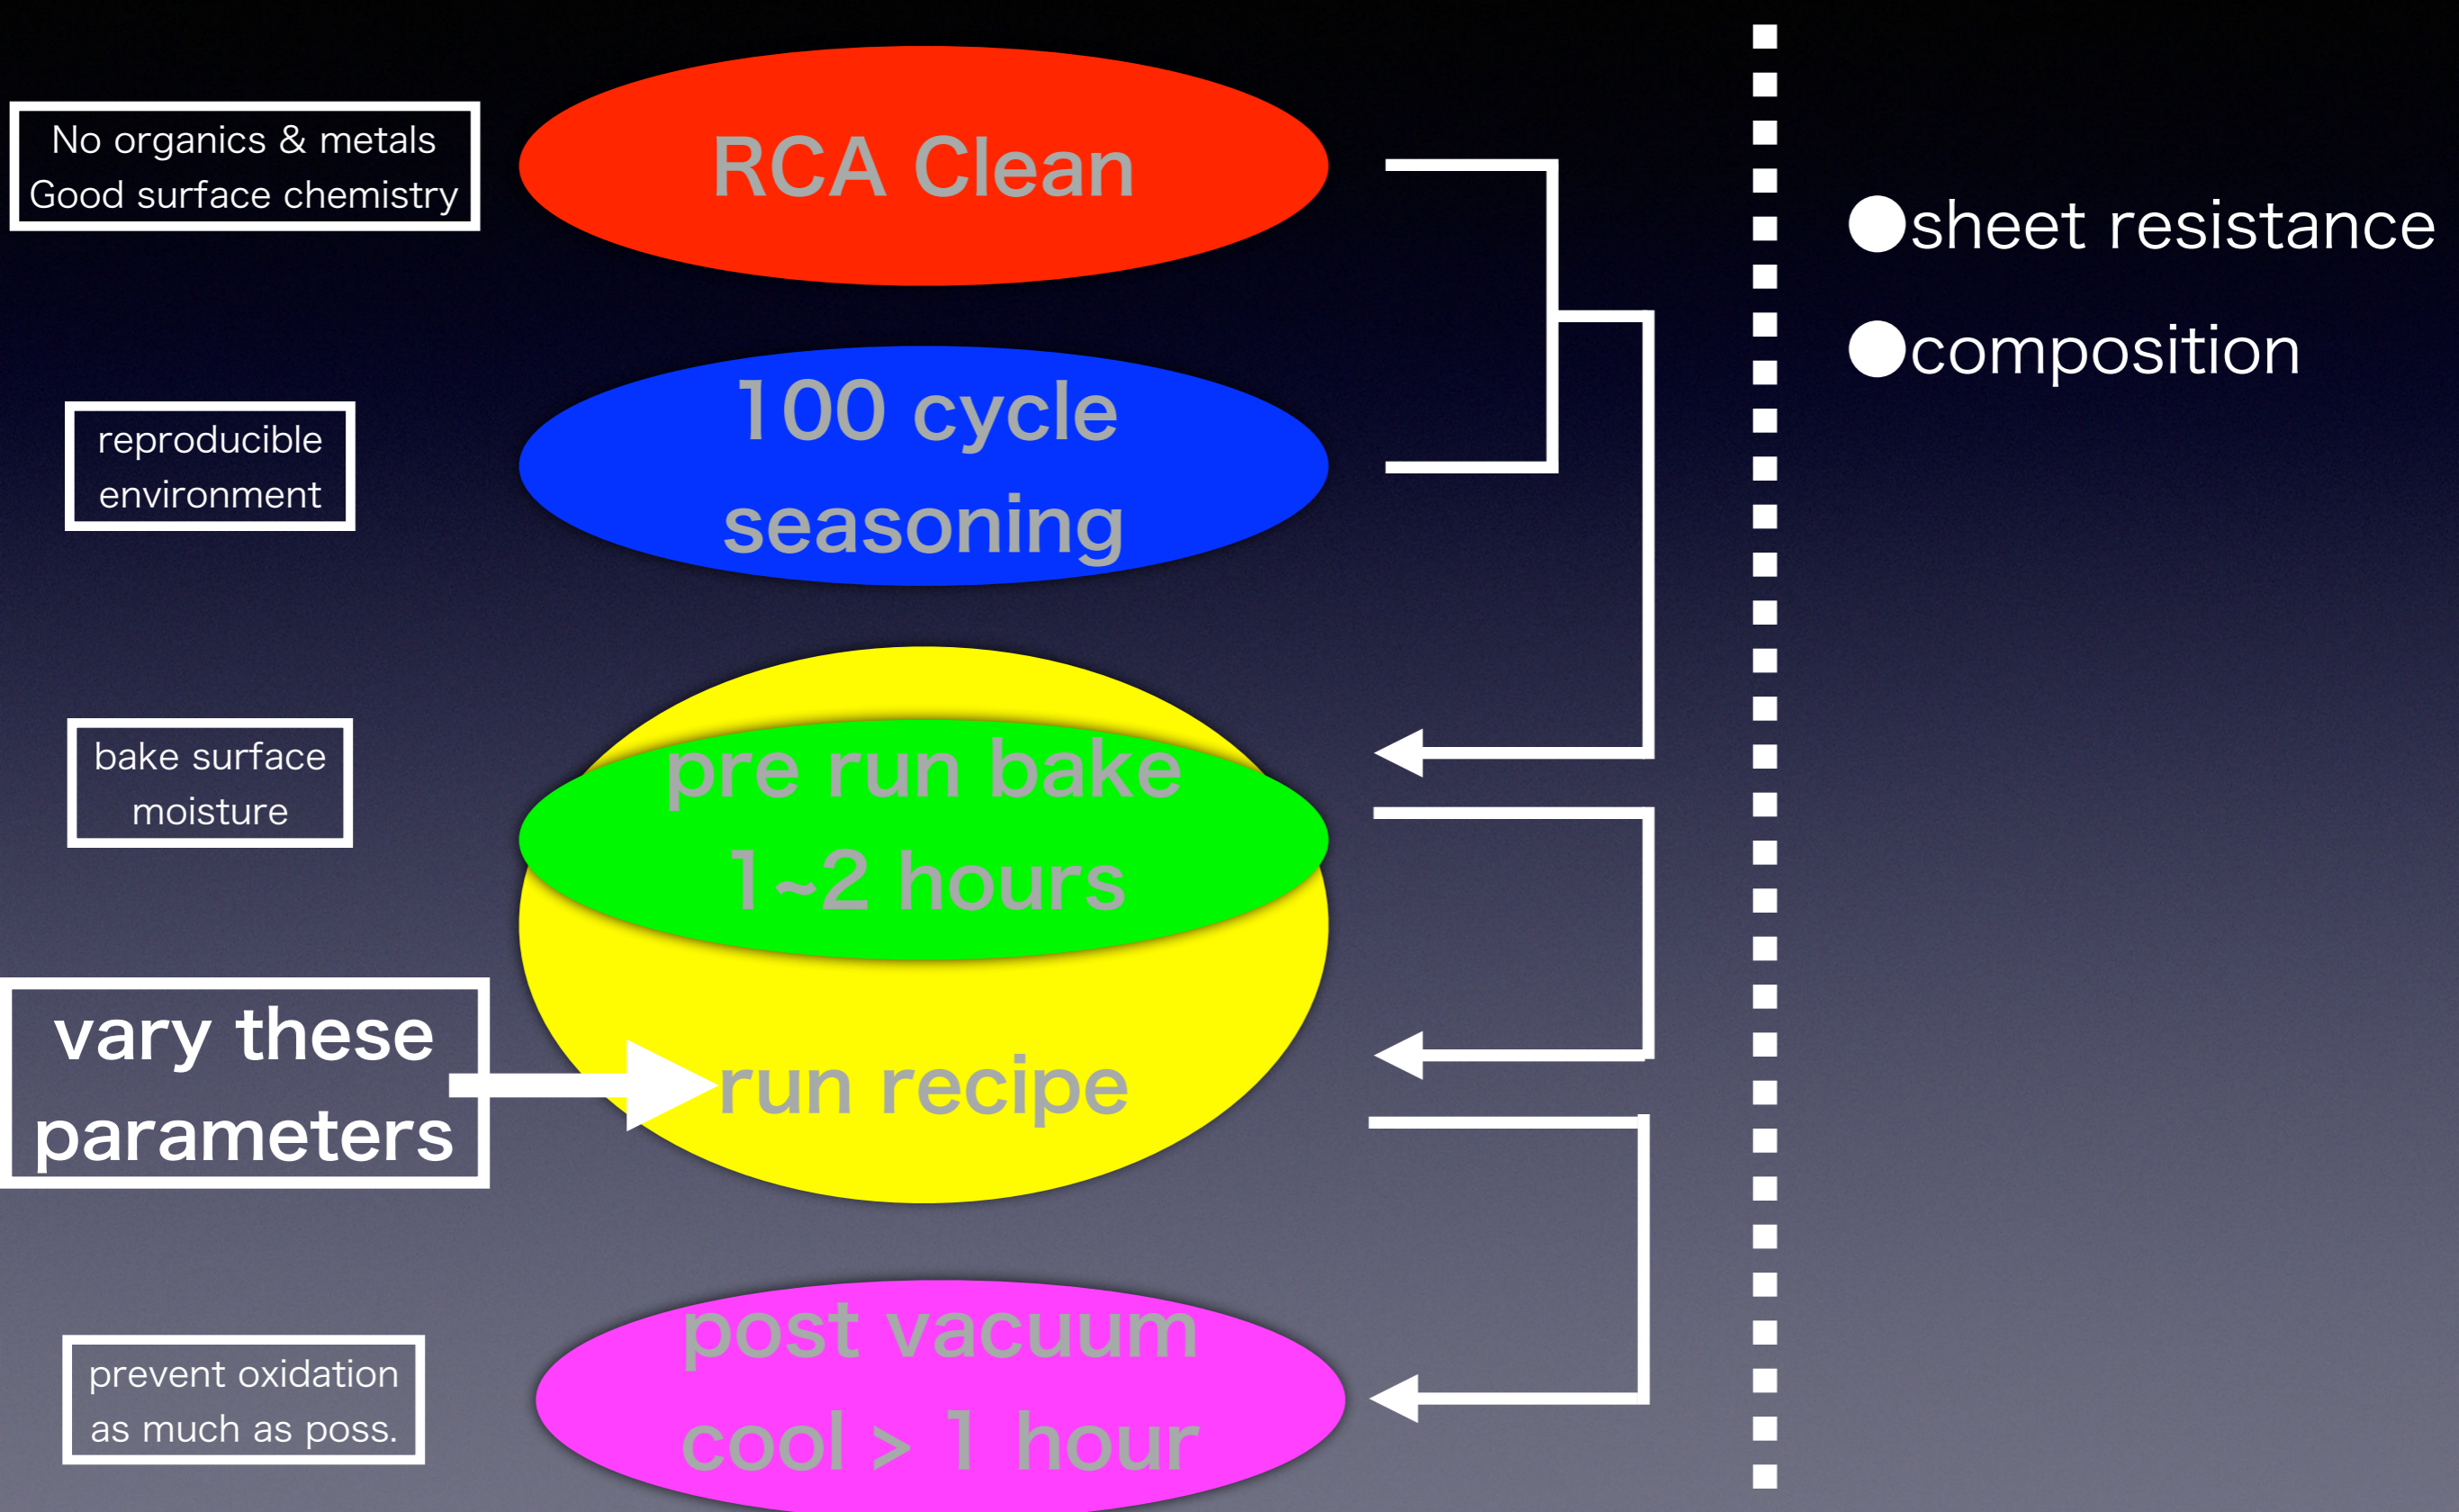 No organics & metals
Good surface chemistry
RCA Clean
reproducible
environment
100 cycle
seasoning
bake surface
moisture
pre run bake
1~2 hours
vary these
parameters
run recipe
prevent oxidation
as much as poss.
post vacuum
cool > 1 hour
●sheet resistance
●composition